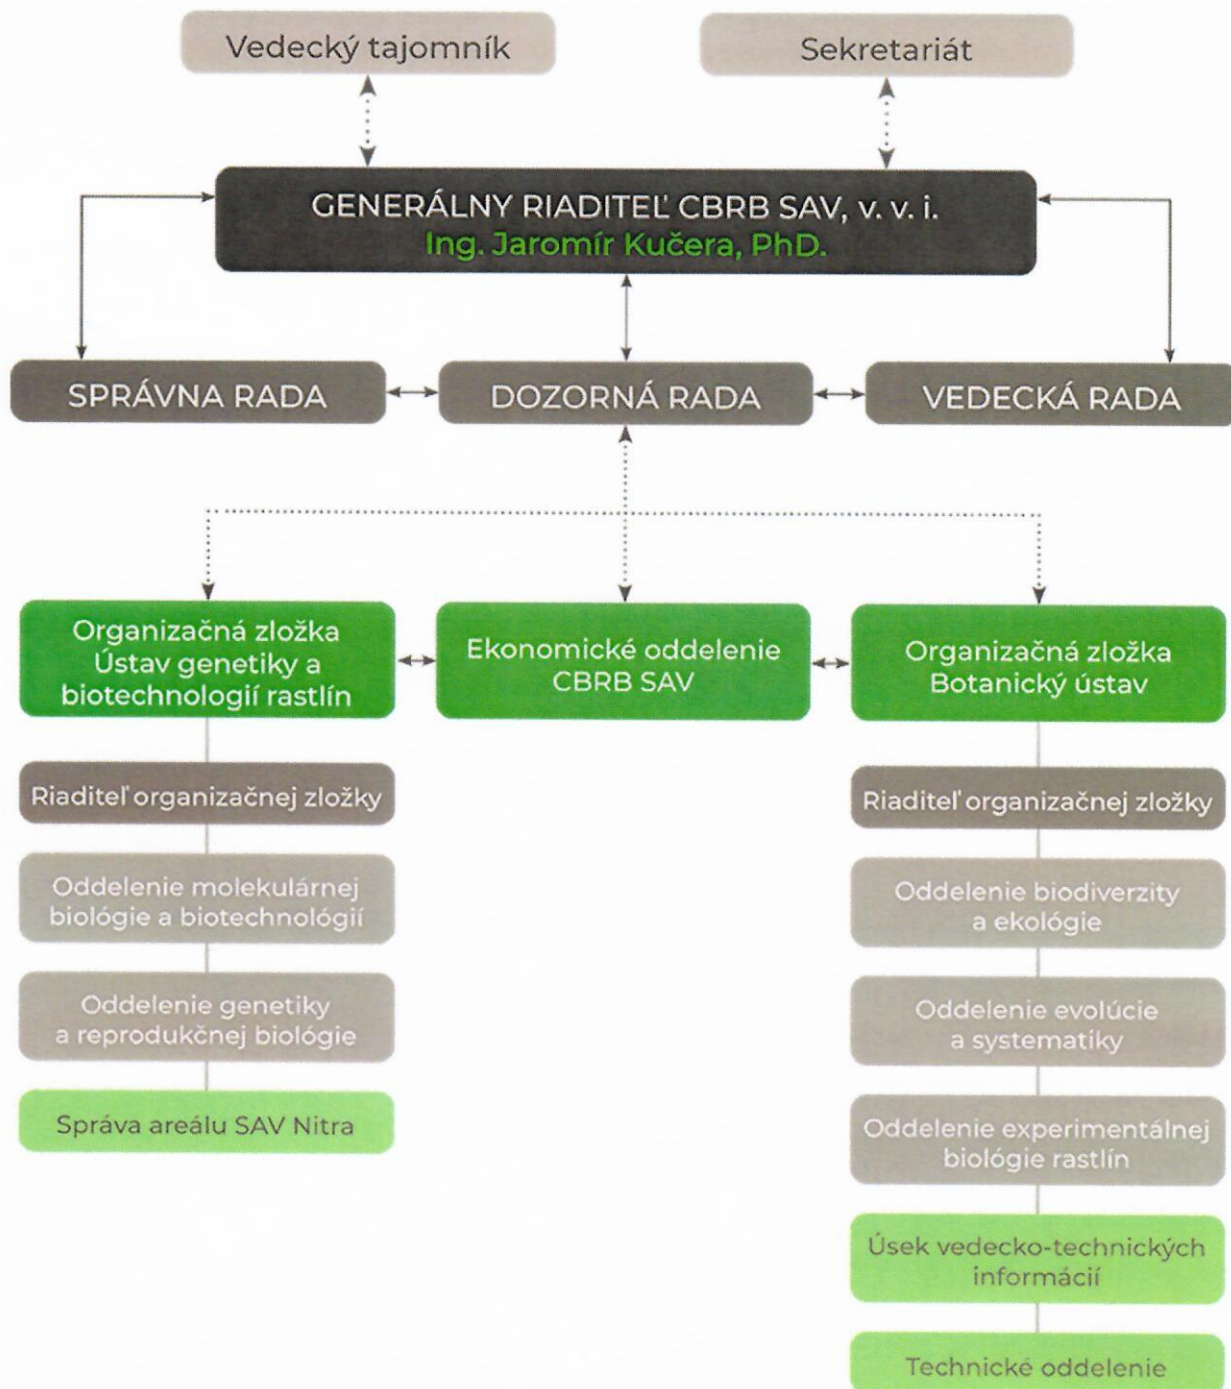 Vedecký tajomník
Sekretariát
GENERÁLNY RIADITEĽ CBRB SAV, v. v. i.
Ing. Jaromír Kučera, PhD.
SPRÁVNA RADA
DOZORNÁ RADA
VEDECKÁ RADA
Organizačná zložka
Ústav genetiky a
biotechnologií rastlín
Ekonomické oddelenie
CBRB SAV
Organizačná zložka
Botanický ústav
Riaditeľ organizačnej zložky
Oddelenie molekulárnej
biológie a biotechnológií
Oddelenie genetiky
a reprodukčnej biológie
Správa areálu SAV Nitra
Riaditeľ organizačnej zložky
Oddelenie biodiverzity
a ekológie
Oddelenie evolúcie
a systematiky
Oddelenie experimentálnej
biológie rastlín
Úsek vedecko-technických
informácií
Technické oddelenie